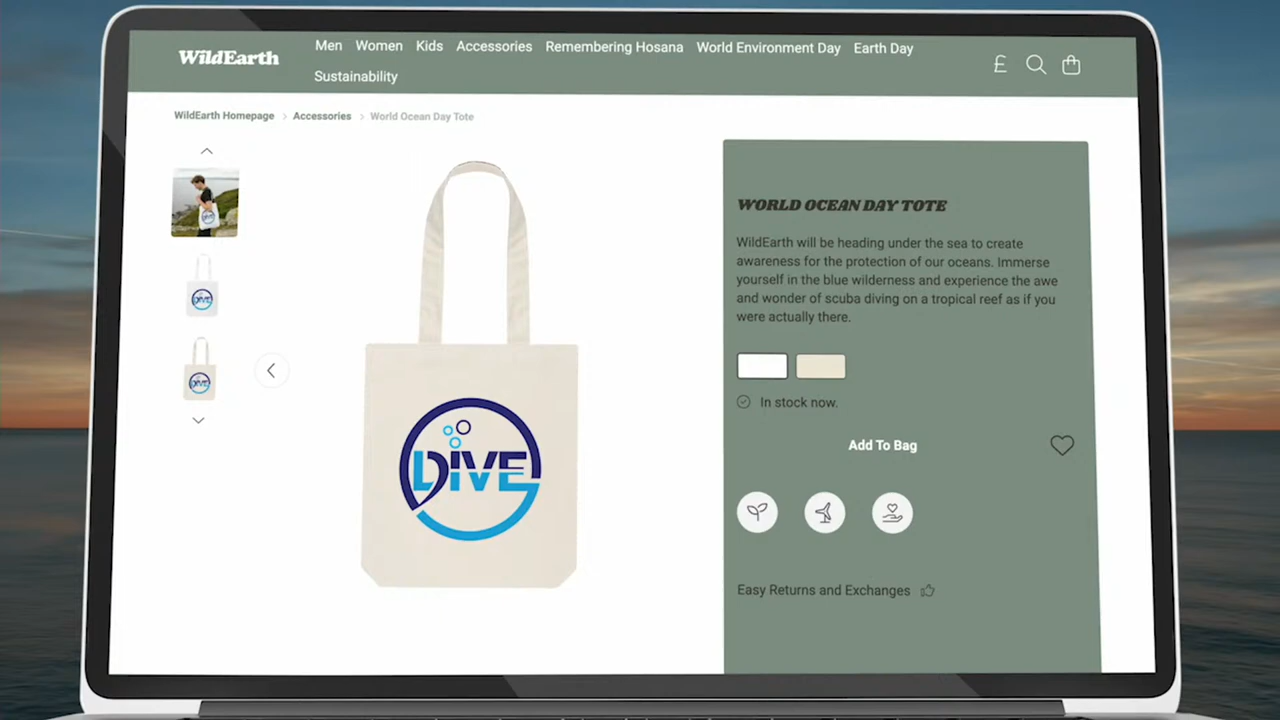 WildEarth
Men Women Kids Accessories Remembering Hosana World Environment Day Earth Day
Sustainability
£
WildEarth Homepage > Accessories > World Ocean Day Tote
WORLD OCEAN DAY TOTE
WildEarth will be heading under the sea to create
awareness for the protection of our oceans. Immerse
yourself in the blue wilderness and experience the awe
and wonder of scuba diving on a tropical reef as if you
were actually there.
In stock now.
Add To Bag
Easy Returns and Exchanges
DIVE
DIVE
DIVE